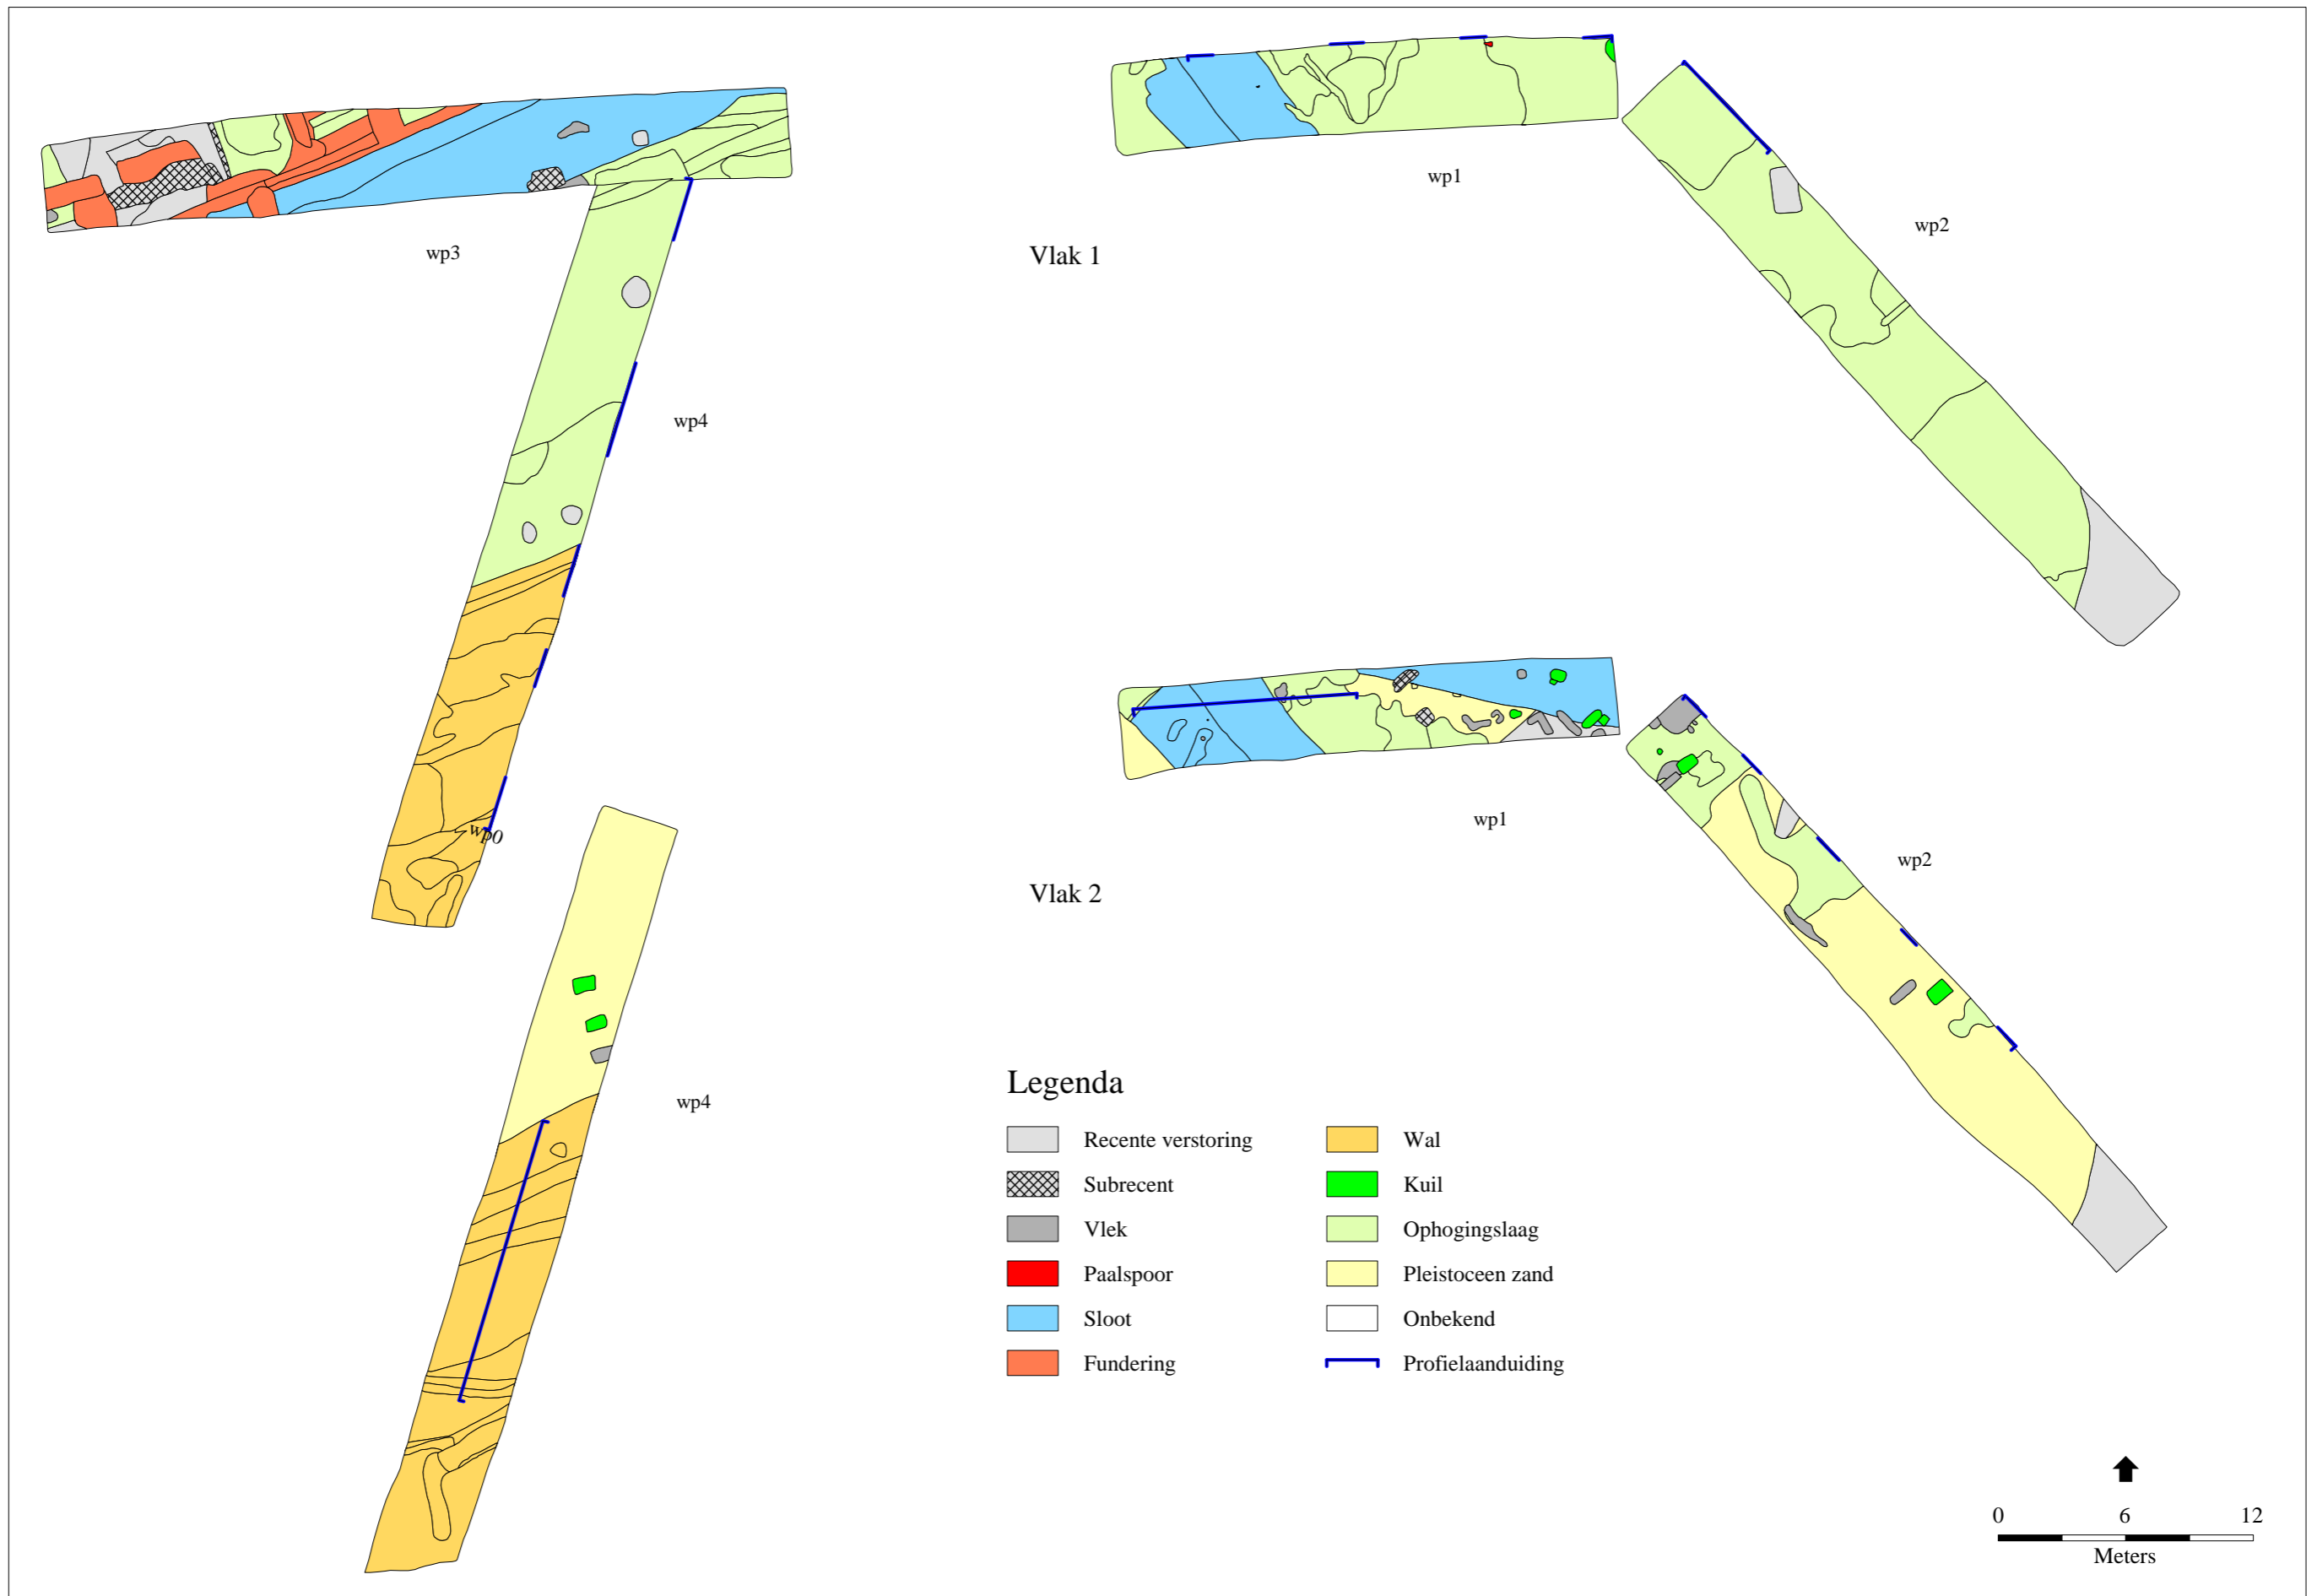 wp1
wp2
wp3
Vlak 1
wp4
wp1
wp0
wp2
Vlak 2
wp4
Legenda
Recente verstoring
Wal
Subrecent
Kuil
Vlek
Ophogingslaag
Paalspoor
Pleistoceen zand
Sloot
Onbekend
Fundering
Profielaanduiding
0 6 12
Meters